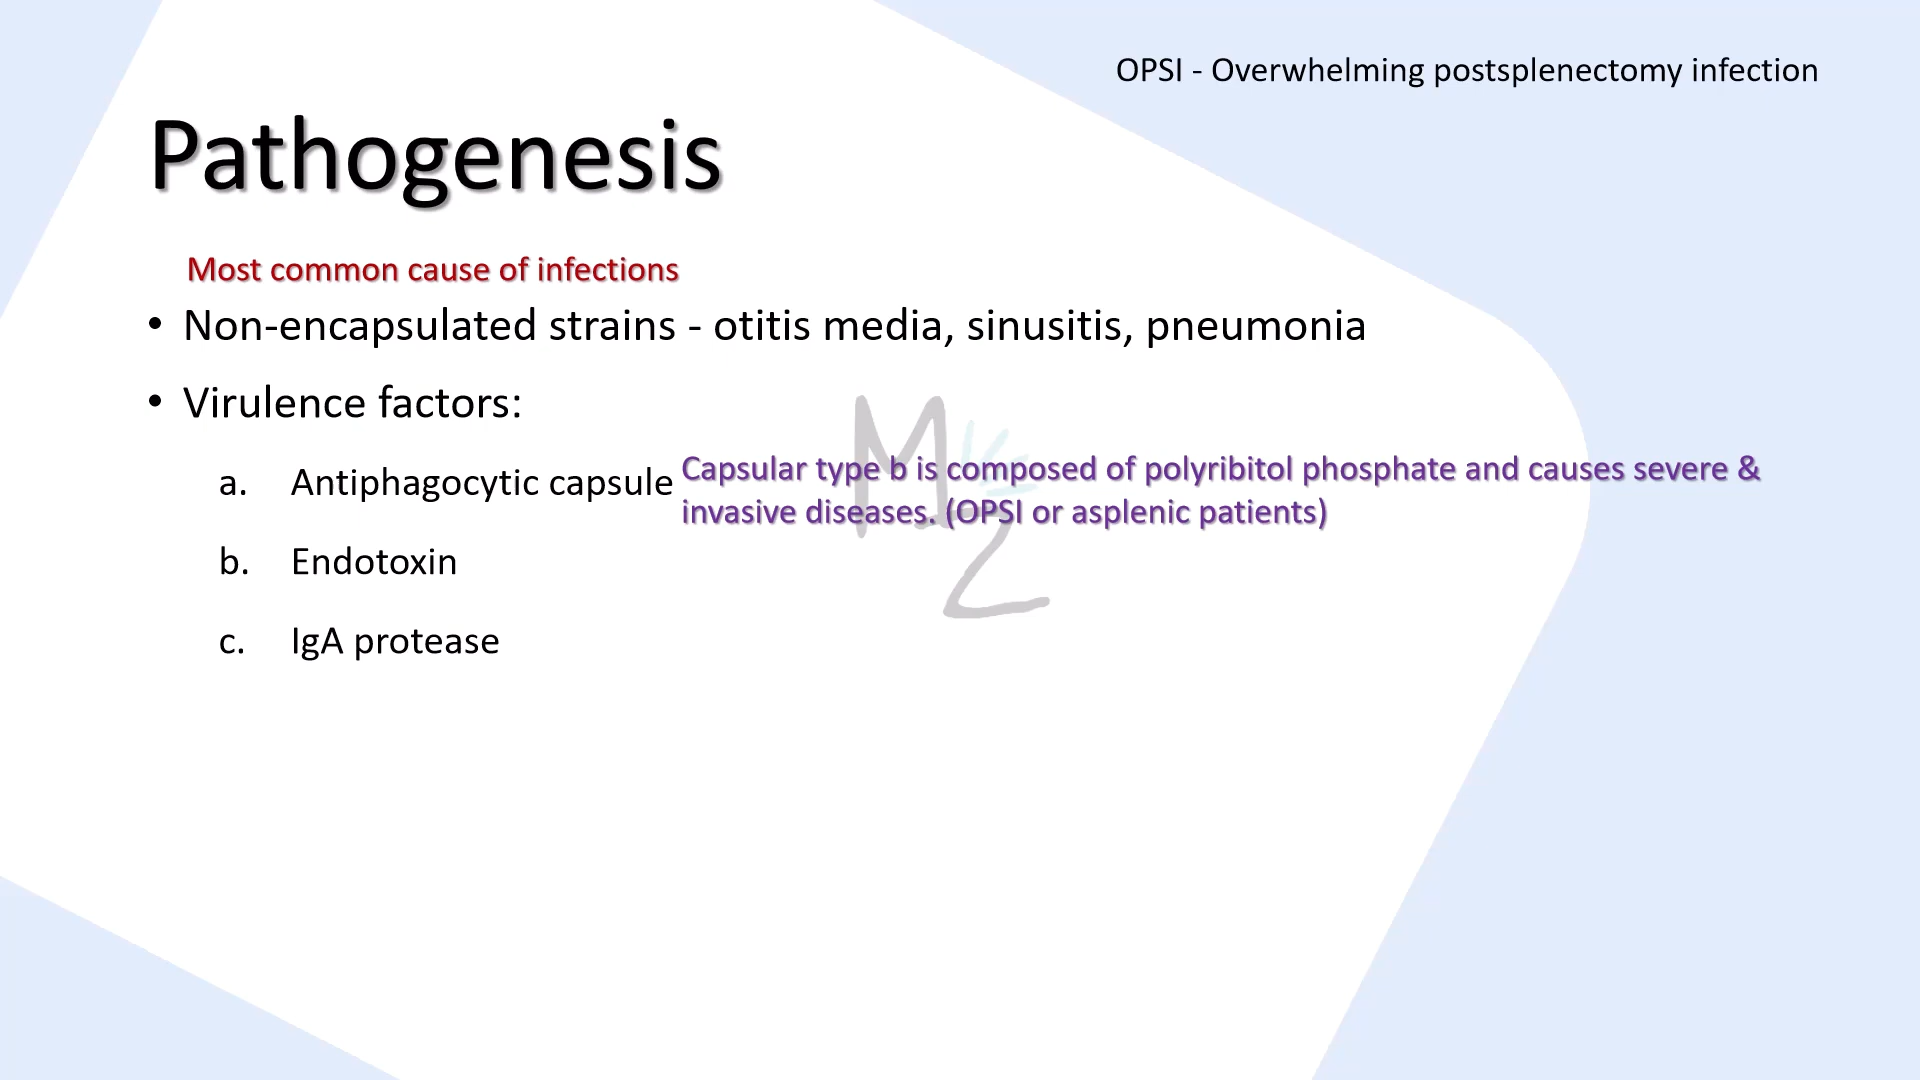 OPSI - Overwhelming postsplenectomy infection
Pathogenesis
Most common cause of infections
• Non-encapsulated strains - otitis media, sinusitis, pneumonia
• Virulence factors:
a. Antiphagocytic capsule
Capsular type b is composed of polyribitol phosphate and causes severe &
invasive diseases. (OPSI or asplenic patients)
b. Endotoxin
c. IgA protease
MZ